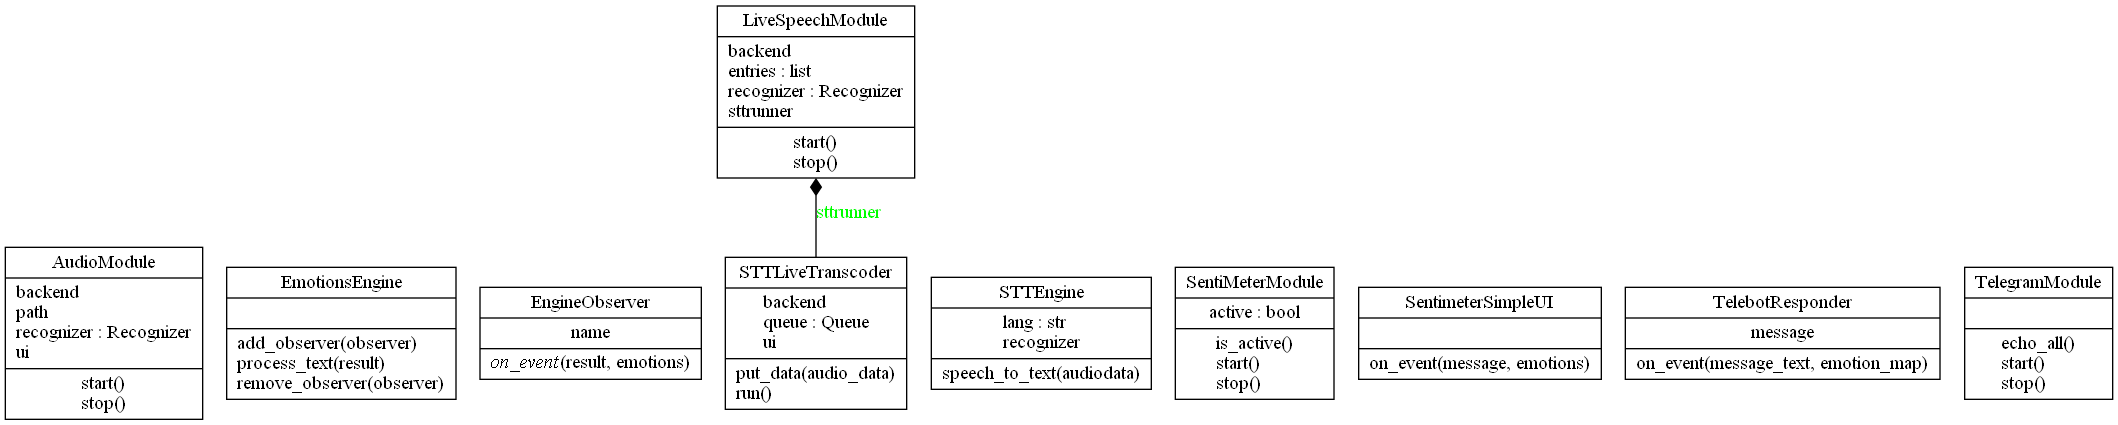 LiveSpeechModule
backend
entries : list
recognizer : Recognizer
sttrunner
start()
stop()
sttrunner
AudioModule
backend
path
recognizer : Recognizer
ui
start()
stop()
EmotionsEngine
add_observer(observer)
process_text(result)
remove_observer(observer)
EngineObserver
name
on_event(result, emotions)
STTLiveTranscoder
backend
queue : Queue
ui
put_data(audio_data)
run()
STTEngine
lang : str
recognizer
speech_to_text(audiodata)
SentiMeterModule
active : bool
is_active()
start()
stop()
SentimeterSimpleUI
on_event(message, emotions)
TelebotResponder
message
on_event(message_text, emotion_map)
TelegramModule
echo_all()
start()
stop()